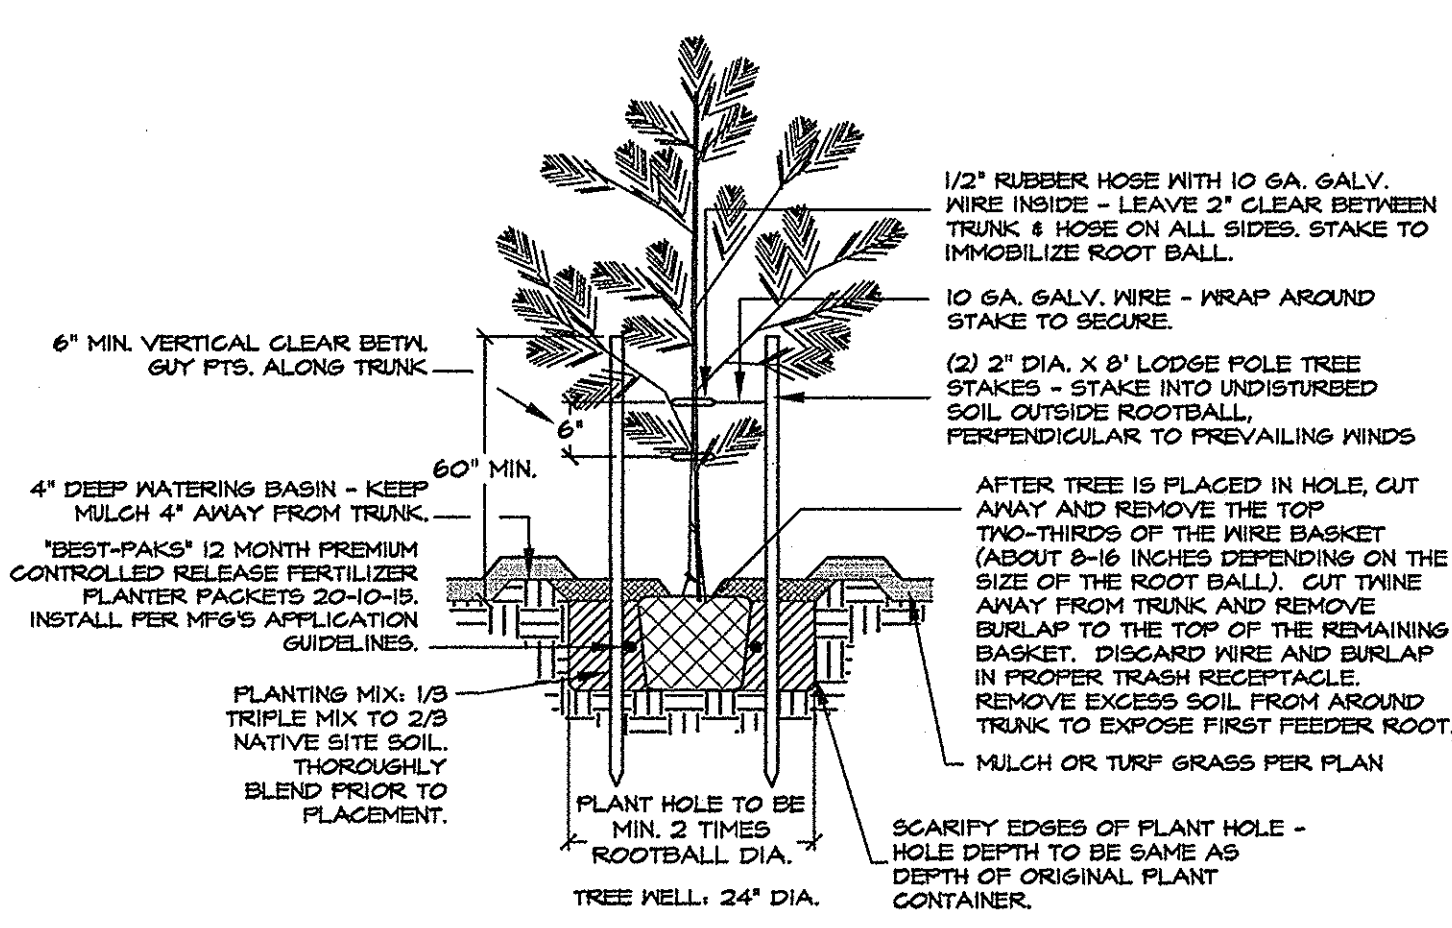 6" MIN. VERTICAL CLEAR BETW.
GUY PTS. ALONG TRUNK
6"
60" MIN.
4" DEEP WATERING BASIN - KEEP
MULCH 4" AWAY FROM TRUNK.
"BEST-PAKS" 12 MONTH PREMIUM
CONTROLLED RELEASE FERTILIZER
PLANTER PACKETS 20-10-15.
INSTALL PER MFG'S APPLICATION
GUIDELINES.
PLANTING MIX: 1/3
TRIPLE MIX TO 2/3
NATIVE SITE SOIL.
THOROUGHLY
BLEND PRIOR TO
PLACEMENT.
PLANT HOLE TO BE
MIN. 2 TIMES
ROOTBALL DIA.
TREE WELL: 24" DIA.
1/2" RUBBER HOSE WITH 10 GA. GALV.
WIRE INSIDE - LEAVE 2" CLEAR BETWEEN
TRUNK & HOSE ON ALL SIDES. STAKE TO
IMMOBILIZE ROOT BALL.
10 GA. GALV. WIRE - WRAP AROUND
STAKE TO SECURE.
(2) 2" DIA. X 8' LODGE POLE TREE
STAKES - STAKE INTO UNDISTURBED
SOIL OUTSIDE ROOTBALL,
PERPENDICULAR TO PREVAILING WINDS
AFTER TREE IS PLACED IN HOLE, CUT
AWAY AND REMOVE THE TOP
TWO-THIRDS OF THE WIRE BASKET
(ABOUT 8-16 INCHES DEPENDING ON THE
SIZE OF THE ROOT BALL). CUT TWINE
AWAY FROM TRUNK AND REMOVE
BURLAP TO THE TOP OF THE REMAINING
BASKET. DISCARD WIRE AND BURLAP
IN PROPER TRASH RECEPTACLE.
REMOVE EXCESS SOIL FROM AROUND
TRUNK TO EXPOSE FIRST FEEDER ROOT.
MULCH OR TURF GRASS PER PLAN
SCARIFY EDGES OF PLANT HOLE -
HOLE DEPTH TO BE SAME AS
DEPTH OF ORIGINAL PLANT
CONTAINER.